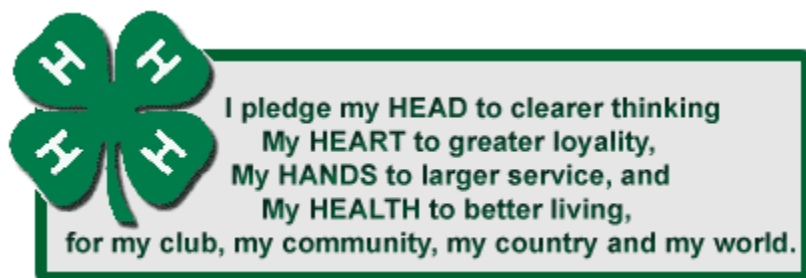 H H
H H
I pledge my HEAD to clearer thinking
My HEART to greater loyality,
My HANDS to larger service, and
My HEALTH to better living,
for my club, my community, my country and my world.